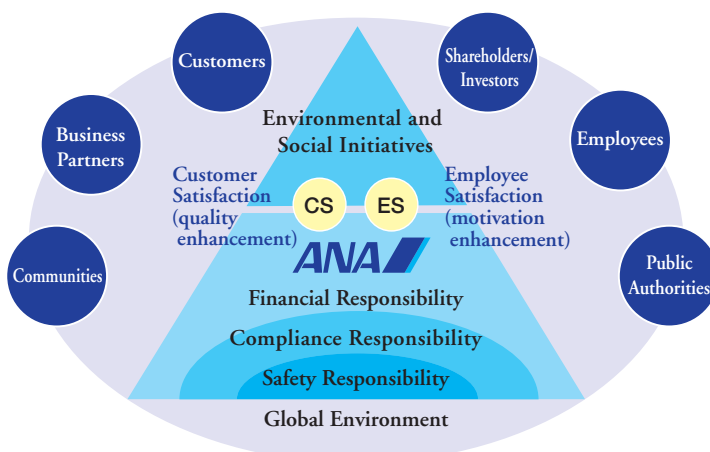 Customers
Shareholders/
Investors
Business
Partners
Employees
Communities
Public
Authorities
Environmental and
Social Initiatives
Customer
Satisfaction
(quality
enhancement)
CS
ES
Employee
Satisfaction
(motivation
enhancement)
ANA
Financial Responsibility
Compliance Responsibility
Safety Responsibility
Global Environment